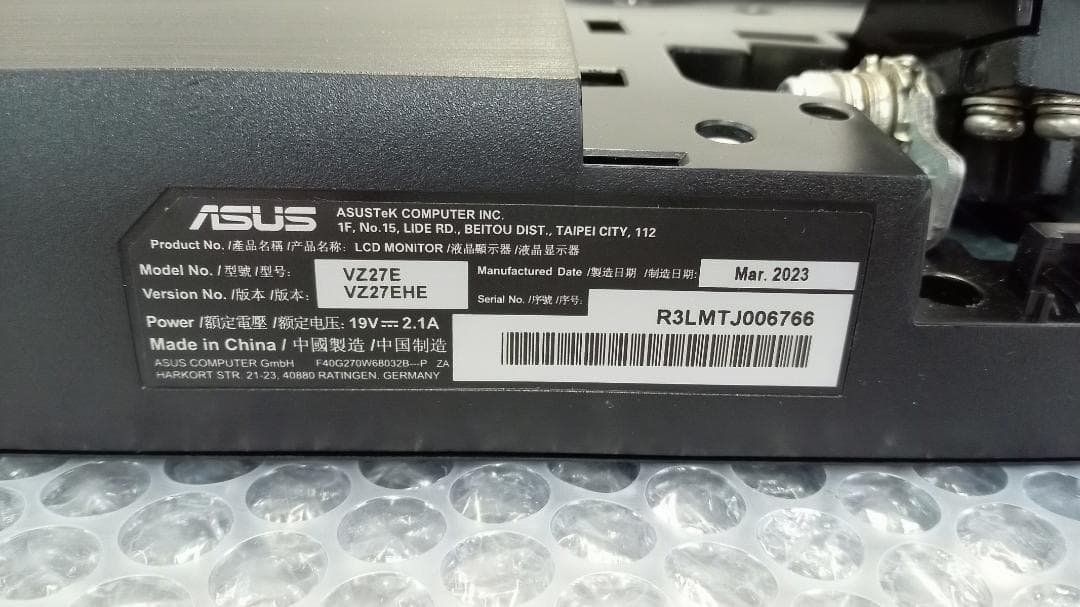 ASUS
ASUSTeK COMPUTER INC.
1F, No.15, LIDE RD., BEITOU DIST., TAIPEI CITY, 112
Product No. /產品名稱 /产品名称: LCD MONITOR /液晶顯示器 /液晶显示器
Model No. / 型號 /型号: VZ27E
Version No. /版本 /版本: VZ27EHE
Manufactured Date /製造日期 /制造日期: Mar. 2023
Serial No. /序號 /序号:
R3LMTJ006766
Power /額定電壓 /额定电压: 19V⎓ 2.1A
Made in China / 中國製造 /中国制造
ASUS COMPUTER GmbH F40G270W68032B---P ZA
HARKORT STR. 21-23, 40880 RATINGEN. GERMANY